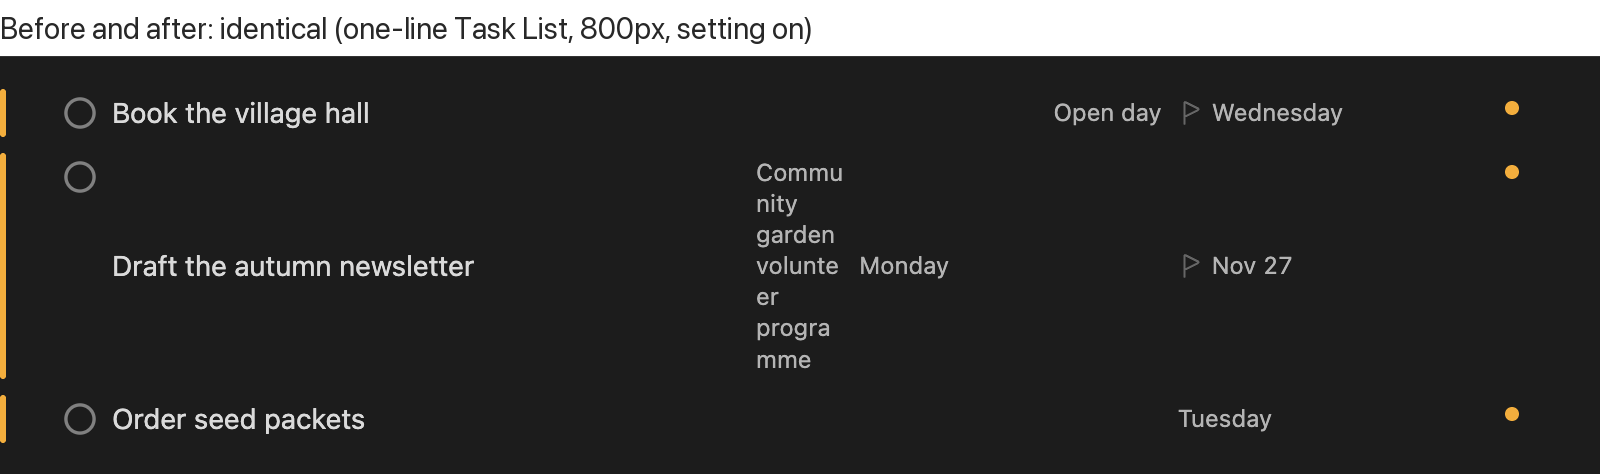 Before and after: identical (one-line Task List, 800px, setting on)
Book the village hall
Open day
Wednesday
Draft the autumn newsletter
Commu
nity
garden
volunte
er
progra
mme
Monday
Nov 27
Order seed packets
Tuesday